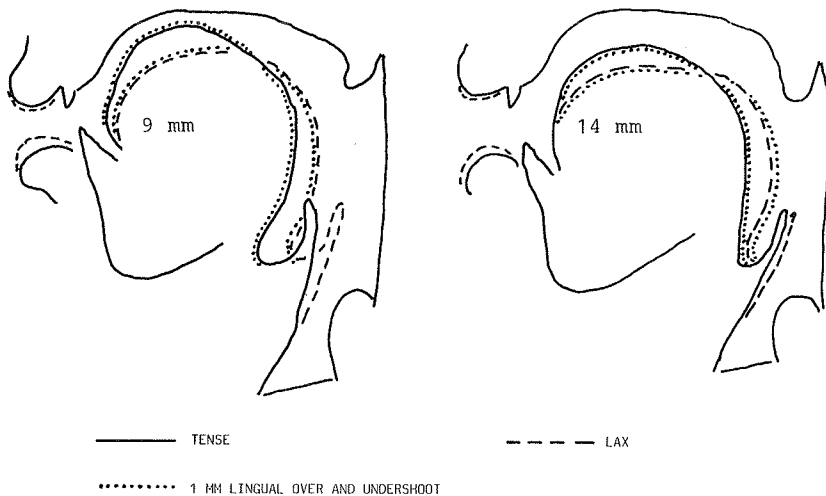 9 mm
14 mm
TENSE
LAX
1 MM LINGUAL OVER AND UNDERSHOOT